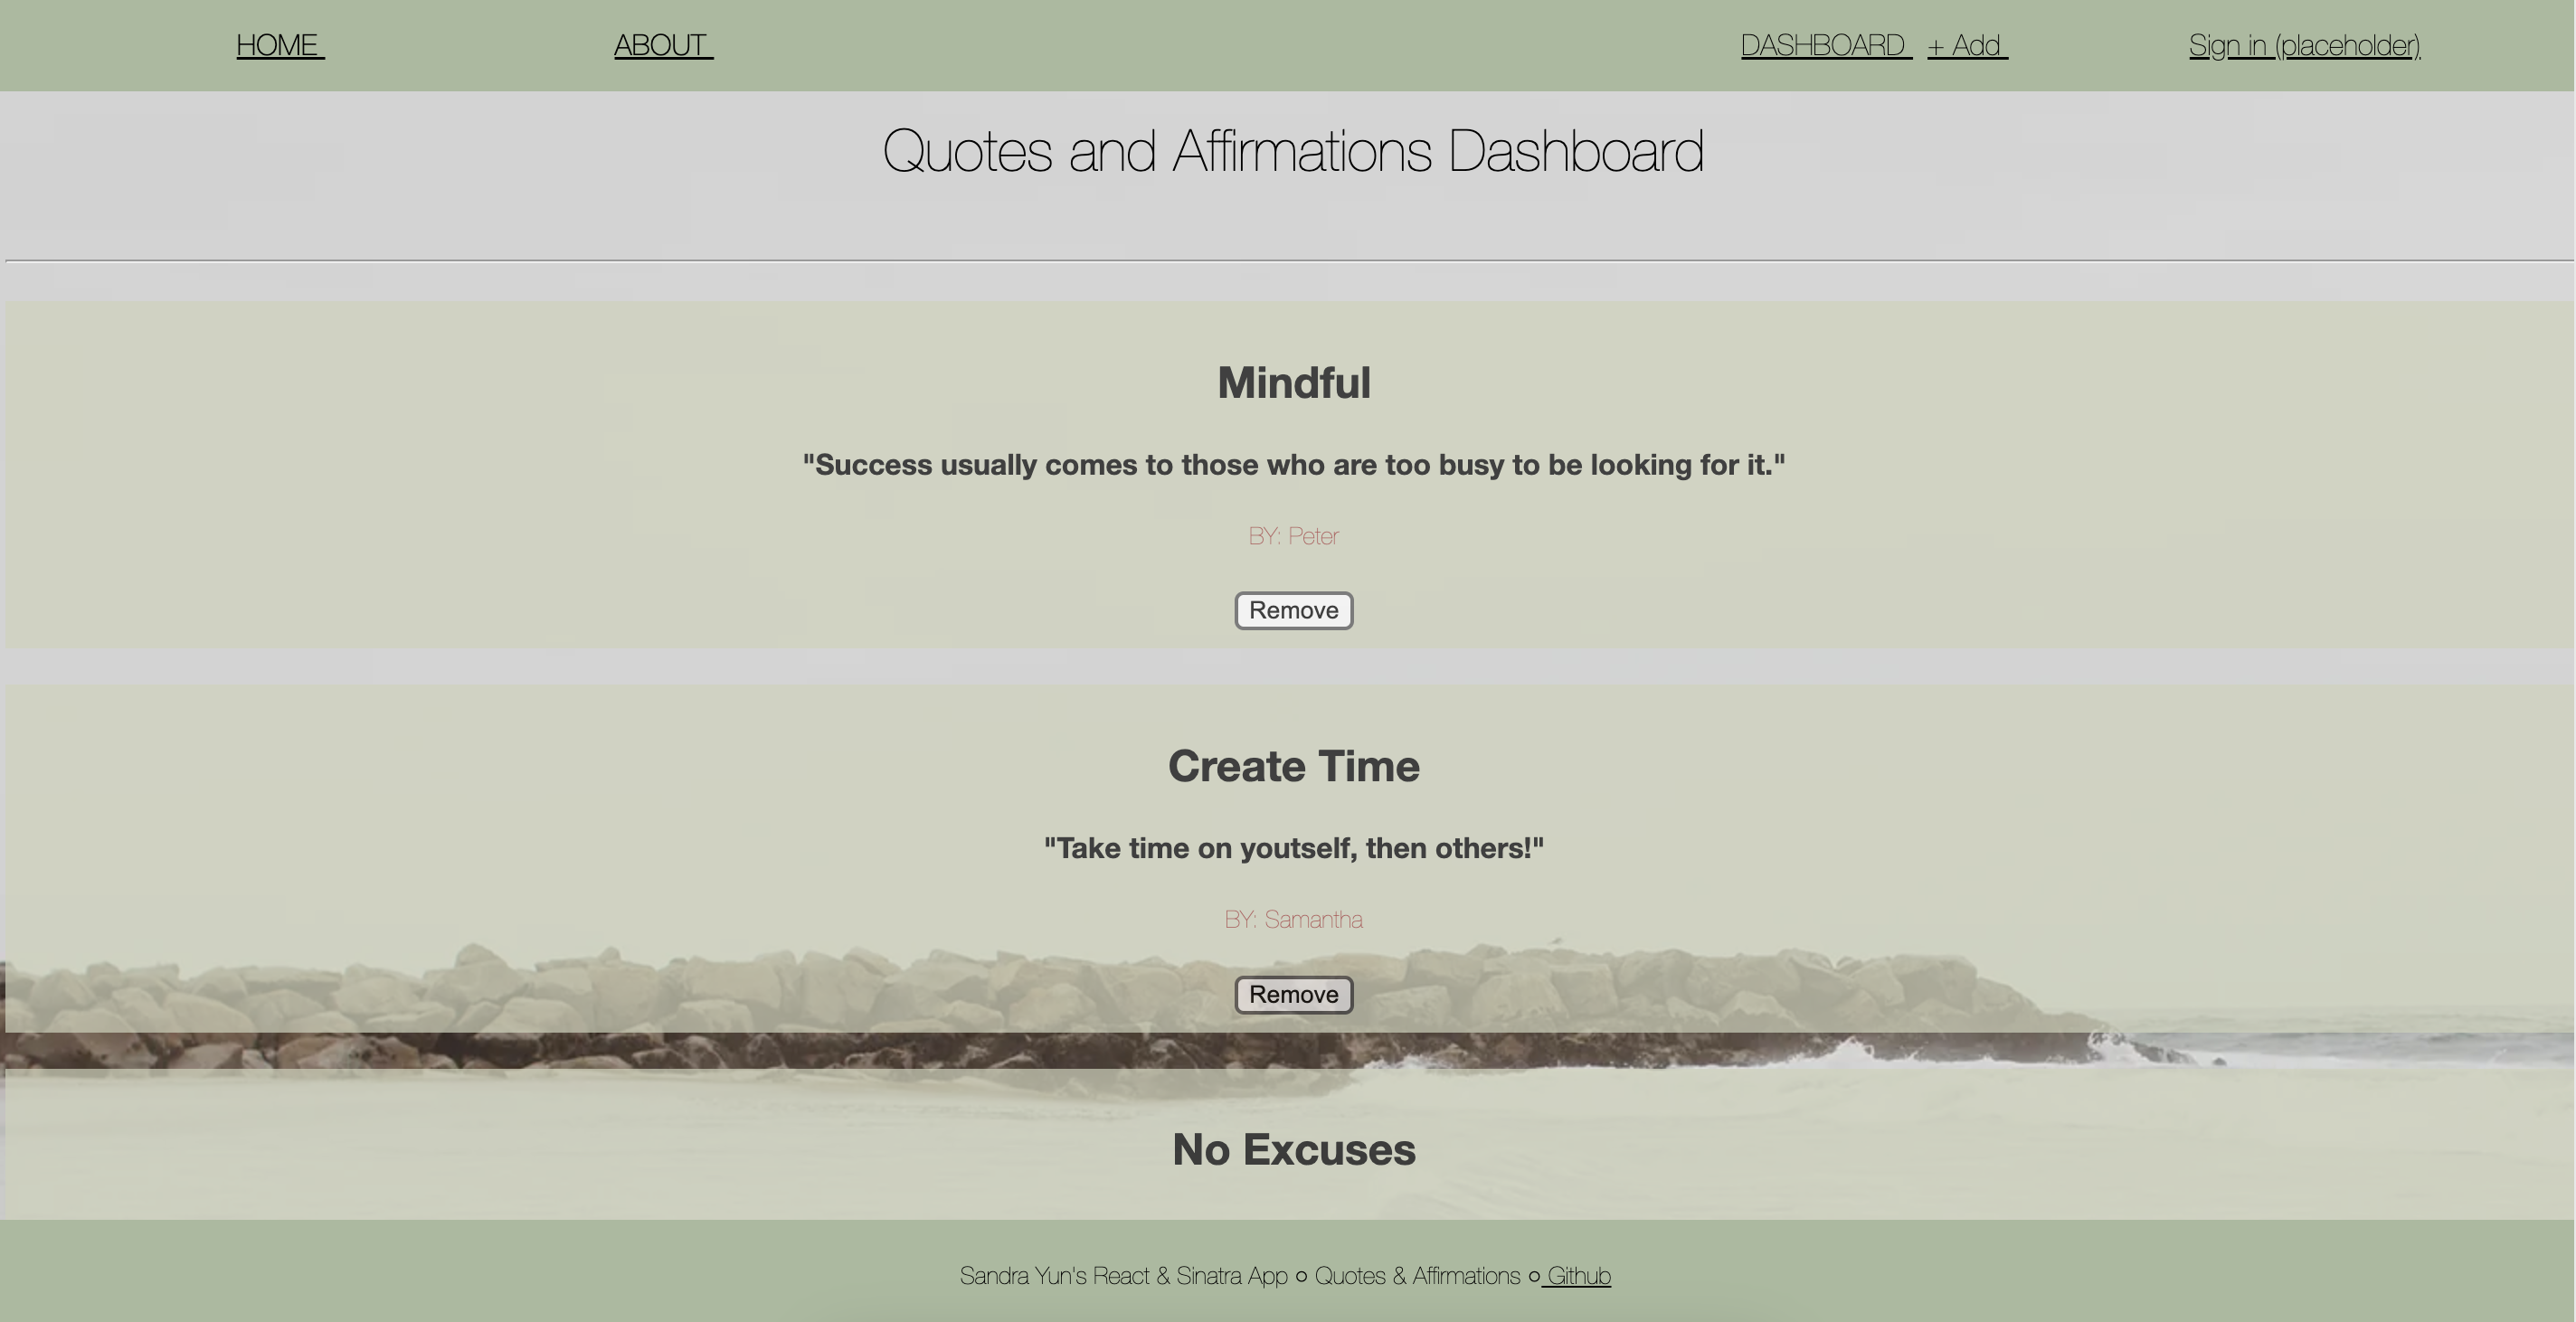 HOME ABOUT DASHBOARD + Add Sign in (placeholder)
Quotes and Affirmations Dashboard
Mindful
"Success usually comes to those who are too busy to be looking for it."
BY: Peter
Remove
Create Time
"Take time on youtself, then others!"
BY: Samantha
Remove
No Excuses
Sandra Yun's React & Sinatra App ⚬ Quotes & Affirmations ⚬ Github